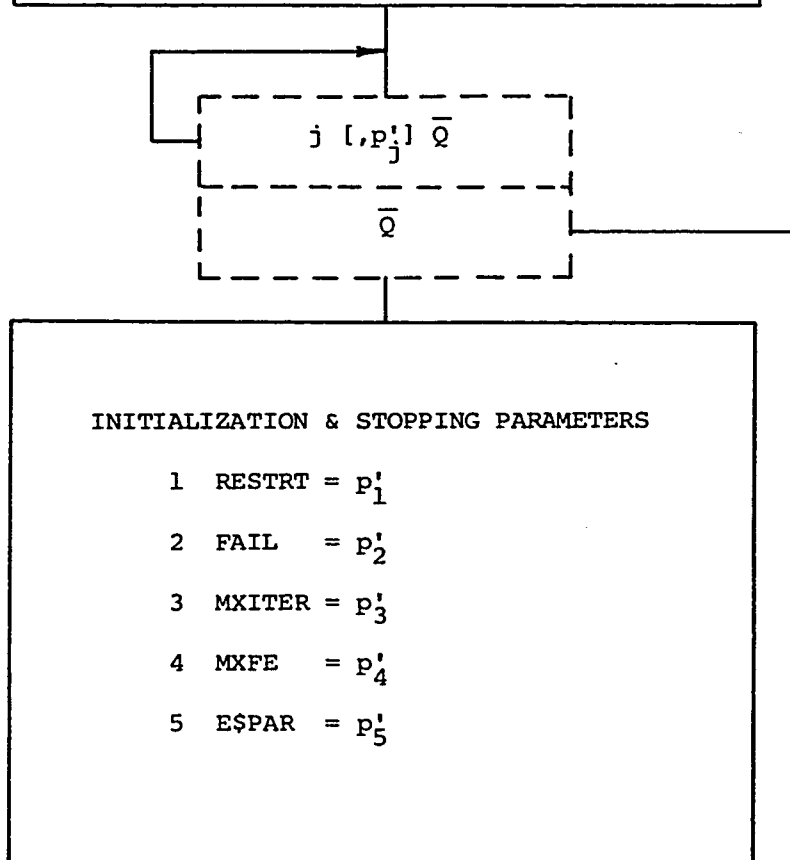 j [,p'j] Q̅
Q̅
INITIALIZATION & STOPPING PARAMETERS
1 RESTRT = p'1
2 FAIL = p'2
3 MXITER = p'3
4 MXFE = p'4
5 E$PAR = p'5